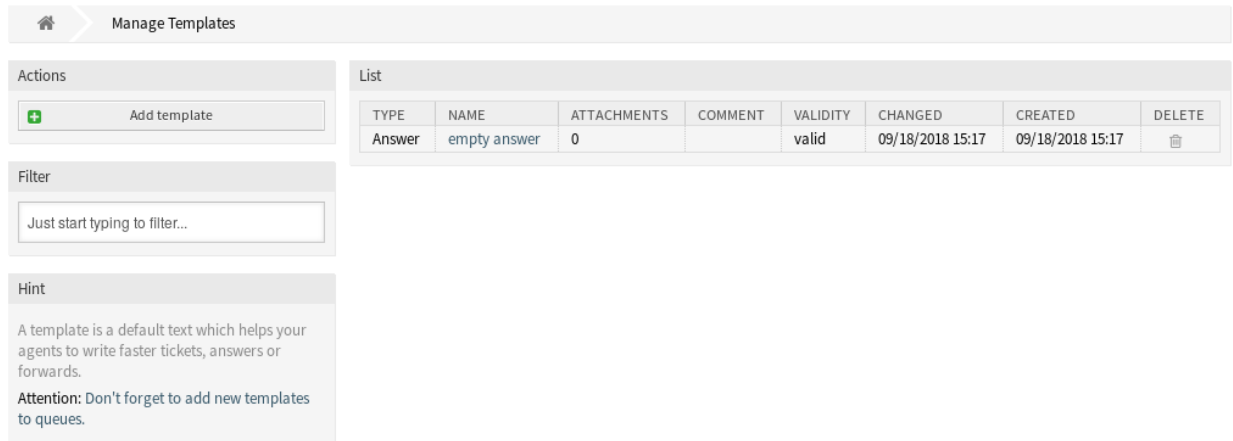 Manage Templates
Actions
Add template
Filter
Just start typing to filter...
Hint
A template is a default text which helps your
agents to write faster tickets, answers or
forwards.
Attention: Don't forget to add new templates
to queues.
List
TYPE NAME ATTACHMENTS COMMENT VALIDITY CHANGED CREATED DELETE
Answer empty answer 0 valid 09/18/2018 15:17 09/18/2018 15:17